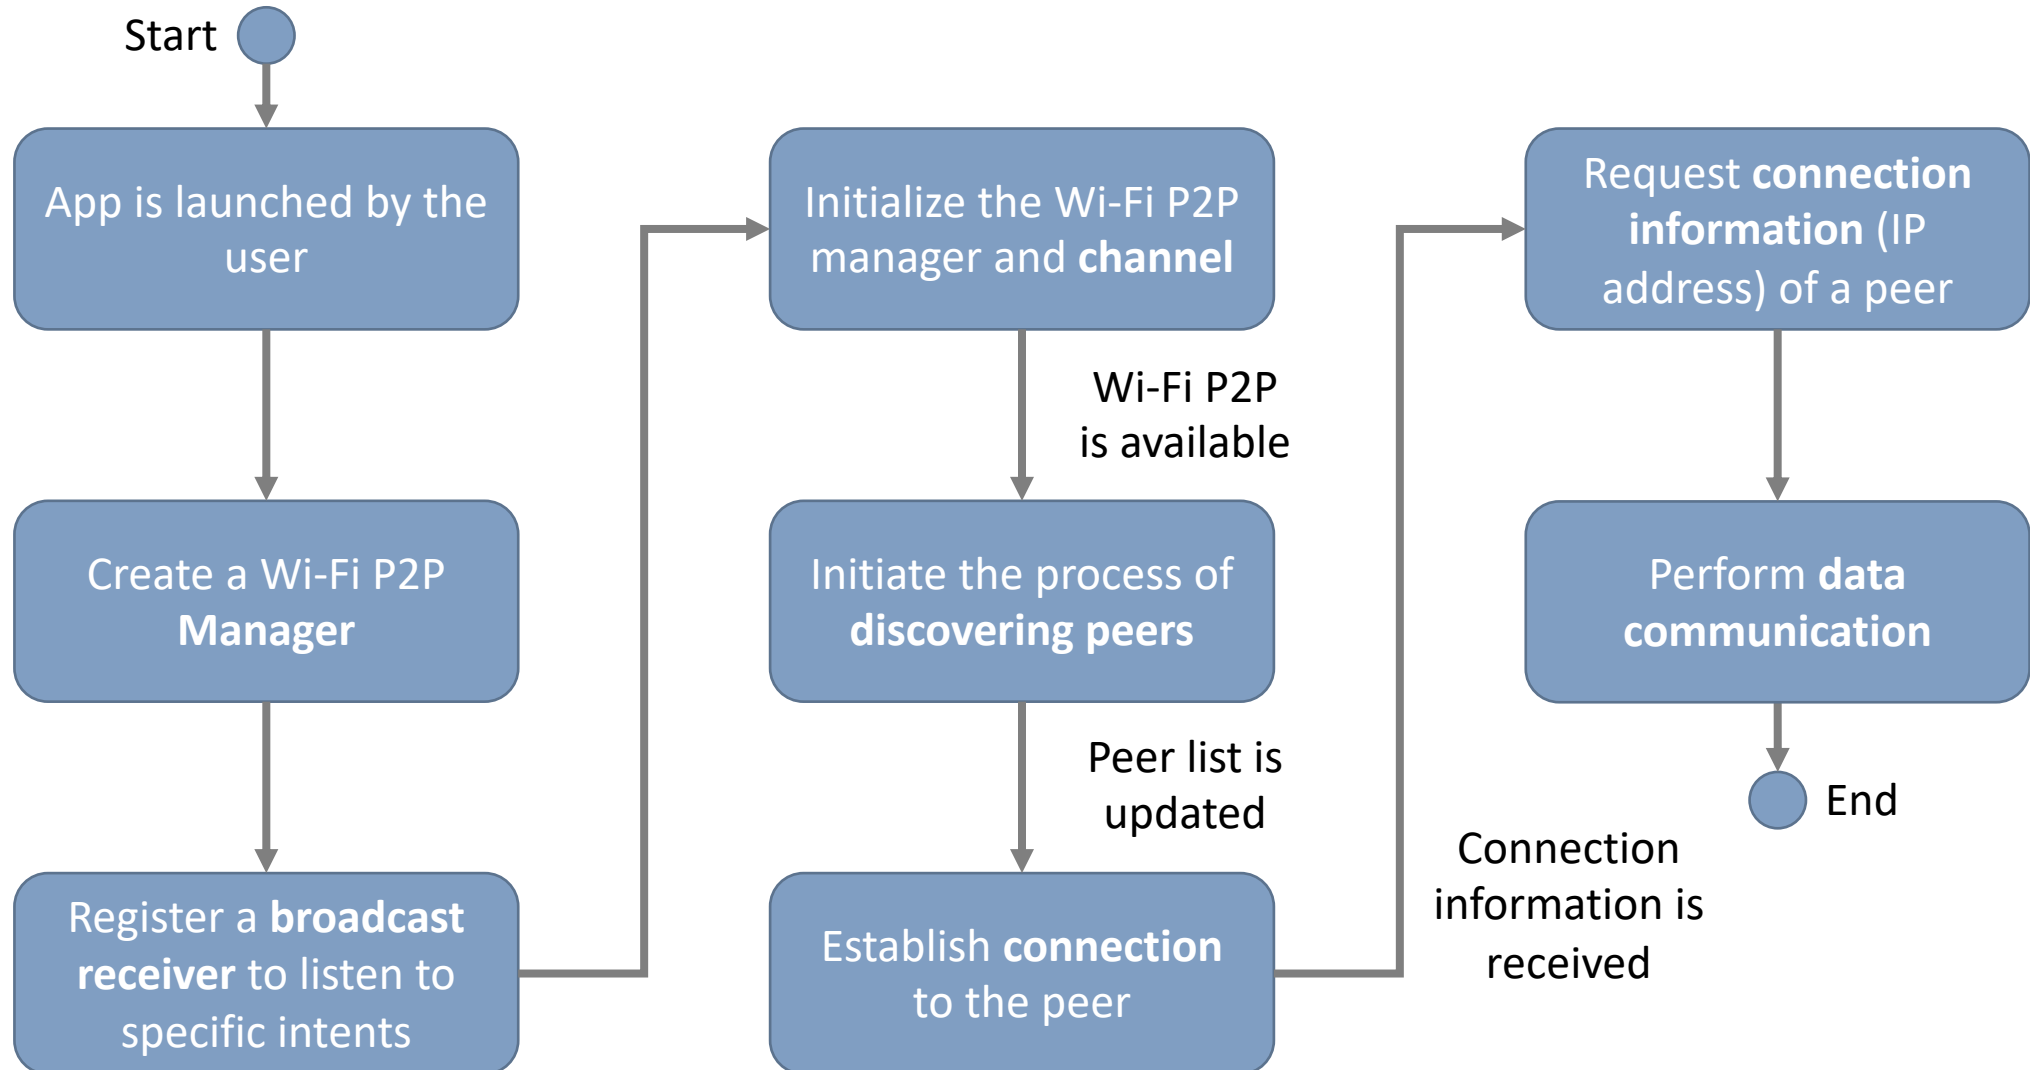 Start
App is launched by the
user
Create a Wi-Fi P2P
Manager
Register a broadcast
receiver to listen to
specific intents
Initialize the Wi-Fi P2P
manager and channel
Wi-Fi P2P
is available
Initiate the process of
discovering peers
Peer list is
updated
Establish connection
to the peer
Connection
information is
received
Request connection
information (IP
address) of a peer
Perform data
communication
End